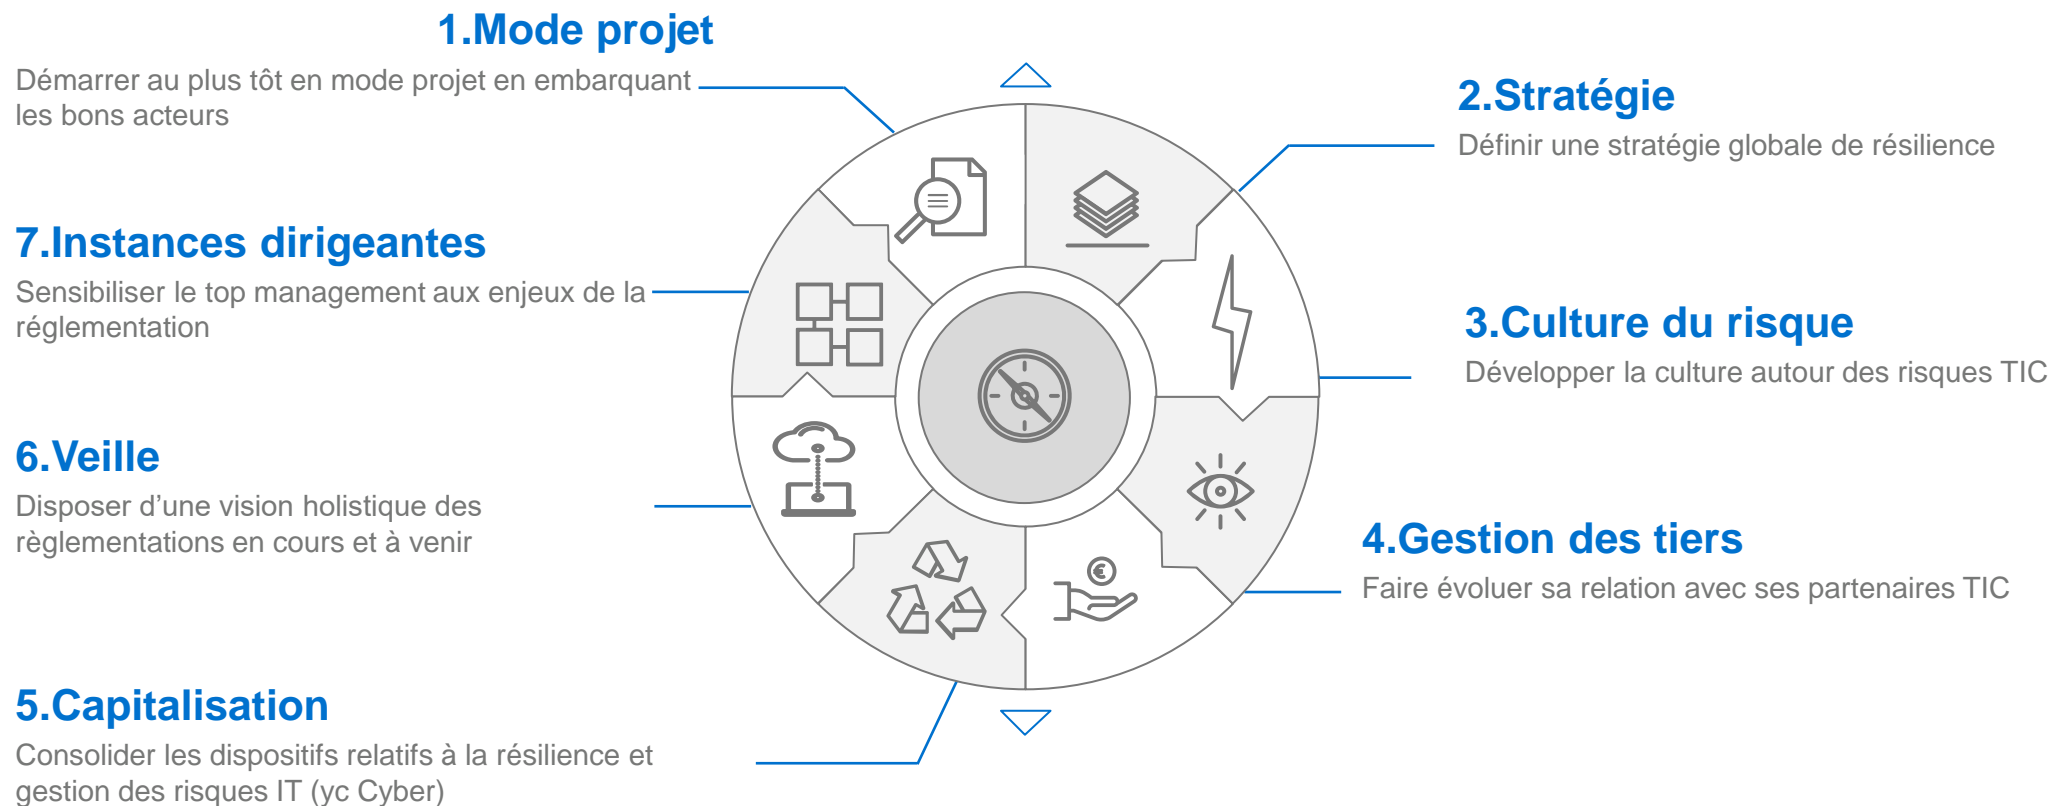 1.Mode projet
Démarrer au plus tôt en mode projet en embarquant
les bons acteurs
2.Stratégie
Définir une stratégie globale de résilience
3.Culture du risque
Développer la culture autour des risques TIC
4.Gestion des tiers
Faire évoluer sa relation avec ses partenaires TIC
5.Capitalisation
Consolider les dispositifs relatifs à la résilience et
gestion des risques IT (yc Cyber)
6.Veille
Disposer d’une vision holistique des
règlementations en cours et à venir
7.Instances dirigeantes
Sensibiliser le top management aux enjeux de la
réglementation
€